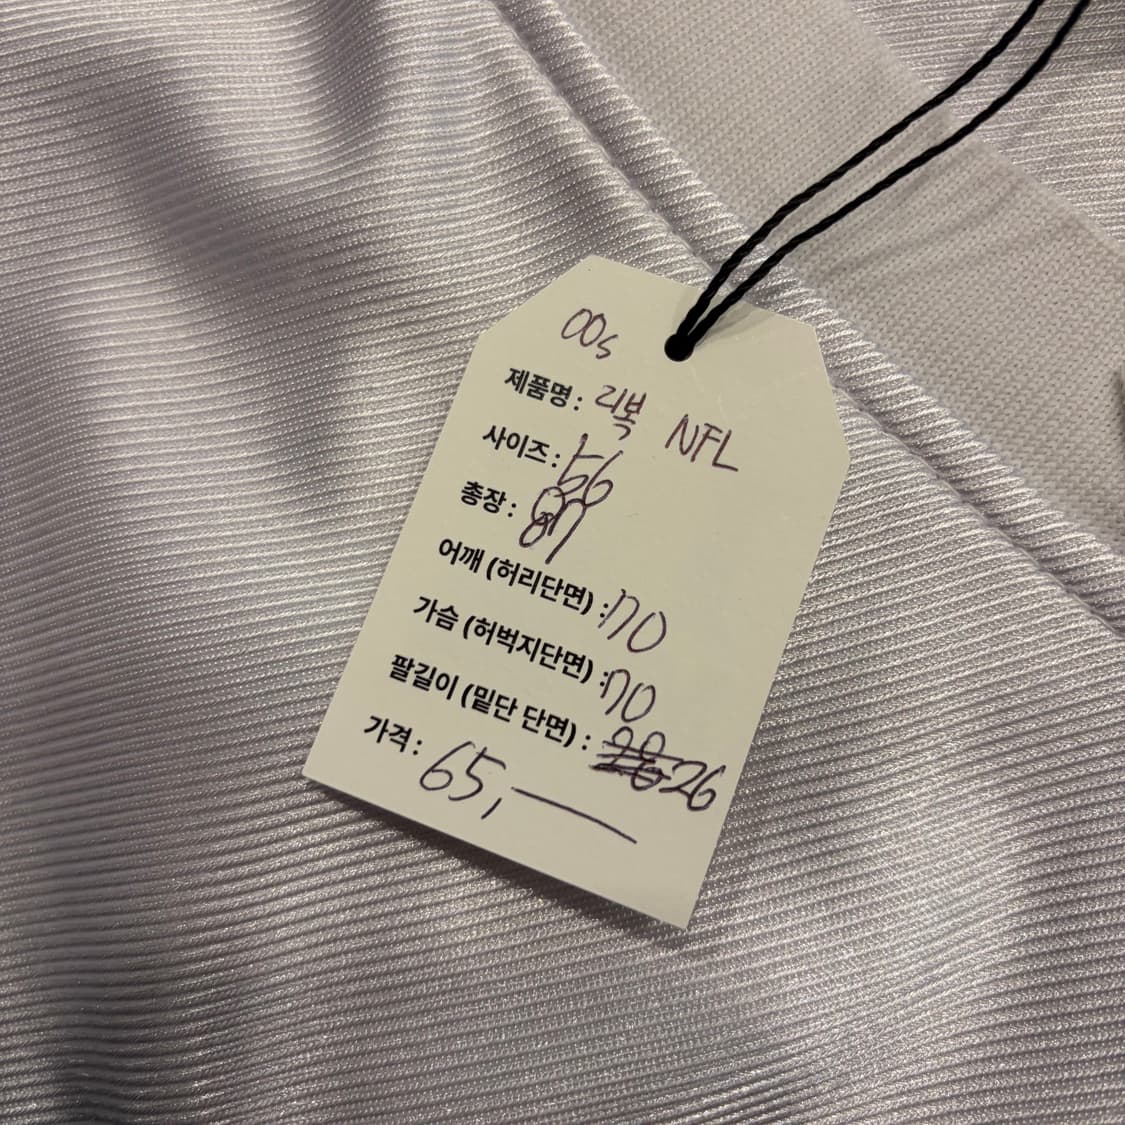 00s
제품명 : 리복 NFL
사이즈 : 56
총장 : 87
어깨 (허리단면) : 70
가슴 (허벅지단면) : 70
팔길이 (밑단 단면) : 28 26
가격 : 65,